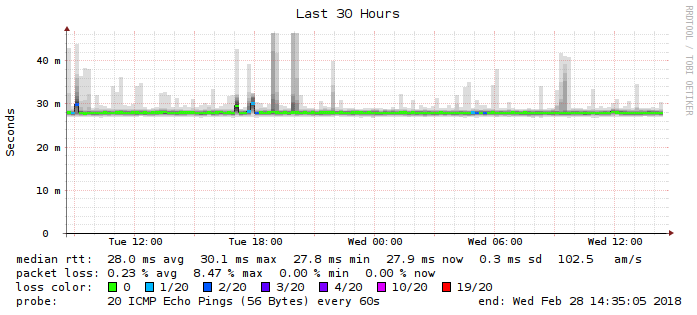 Last 30 Hours
RRDTOOL / TOBI OETIKER
Seconds
40 m
30 m
20 m
10 m
0
Tue 12:00 Tue 18:00 Wed 00:00 Wed 06:00 Wed 12:00
median rtt: 28.0 ms avg 30.1 ms max 27.8 ms min 27.9 ms now 0.3 ms sd 102.5 am/s
packet loss: 0.23 % avg 8.47 % max 0.00 % min 0.00 % now
loss color: 0 1/20 2/20 3/20 4/20 10/20 19/20
probe: 20 ICMP Echo Pings (56 Bytes) every 60s end: Wed Feb 28 14:35:05 2018